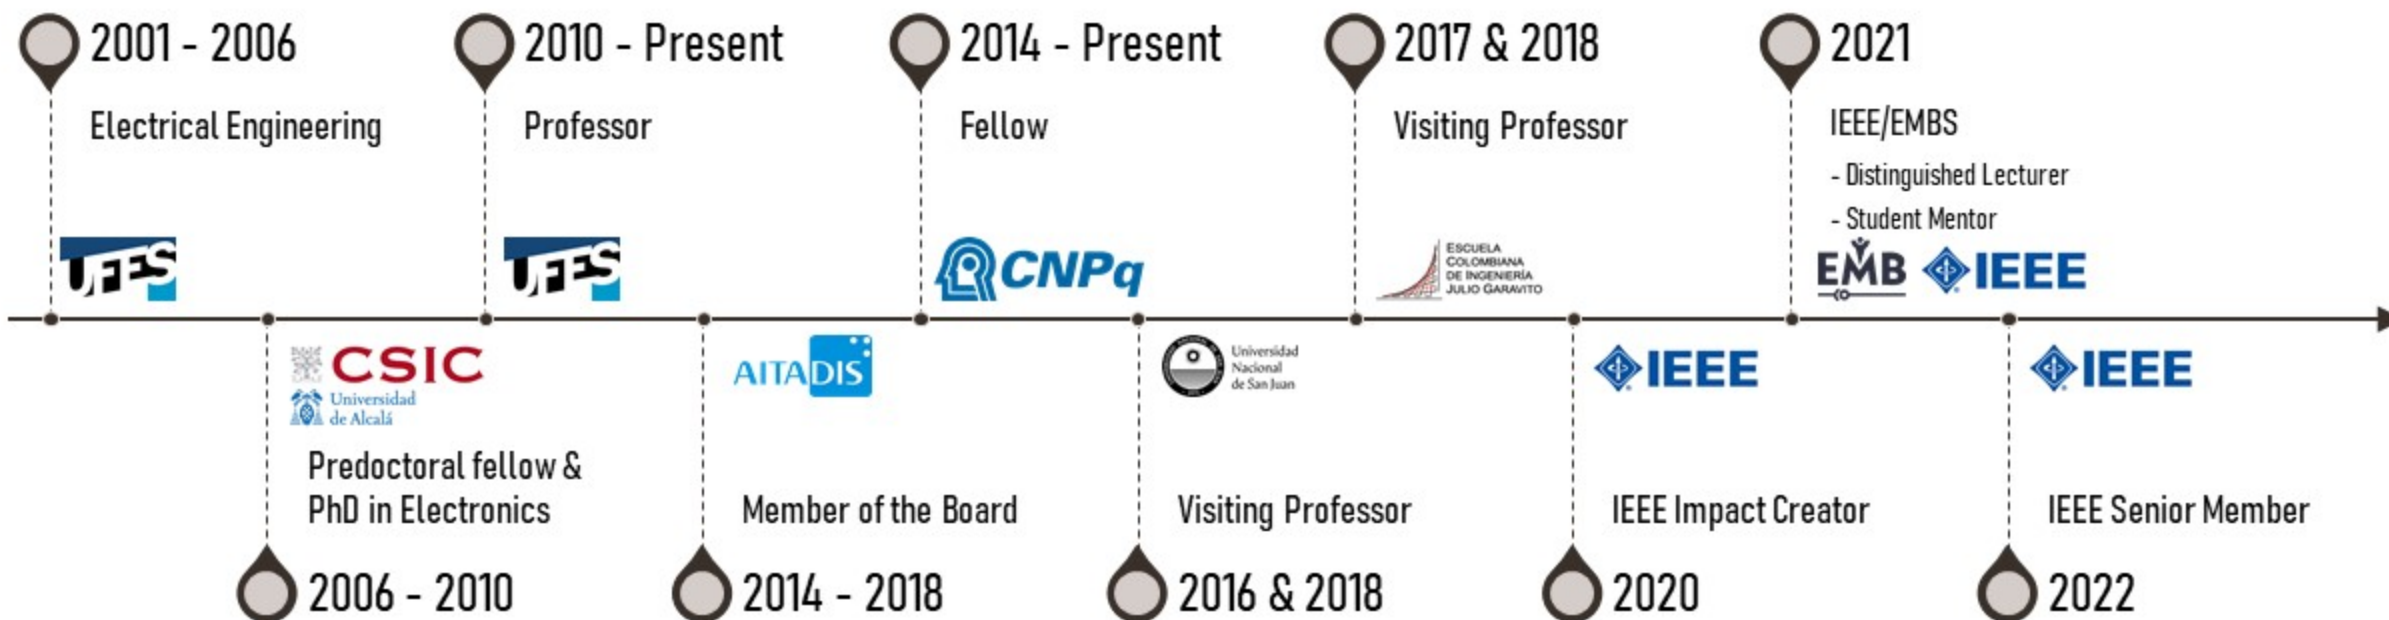 2001 - 2006
Electrical Engineering
UFES
CSIC
Universidad
de Alcalá
Predoctoral fellow &
PhD in Electronics
2006 - 2010
2010 - Present
Professor
UFES
AITADIS
Member of the Board
2014 - 2018
2014 - Present
Fellow
CNPq
Universidad
Nacional
de San Juan
Visiting Professor
2016 & 2018
2017 & 2018
Visiting Professor
ESCUELA
COLOMBIANA
DE INGENIERÍA
JULIO GARAVITO
IEEE
IEEE Impact Creator
2020
2021
IEEE/EMBS
- Distinguished Lecturer
- Student Mentor
EMB IEEE
IEEE
IEEE Senior Member
2022